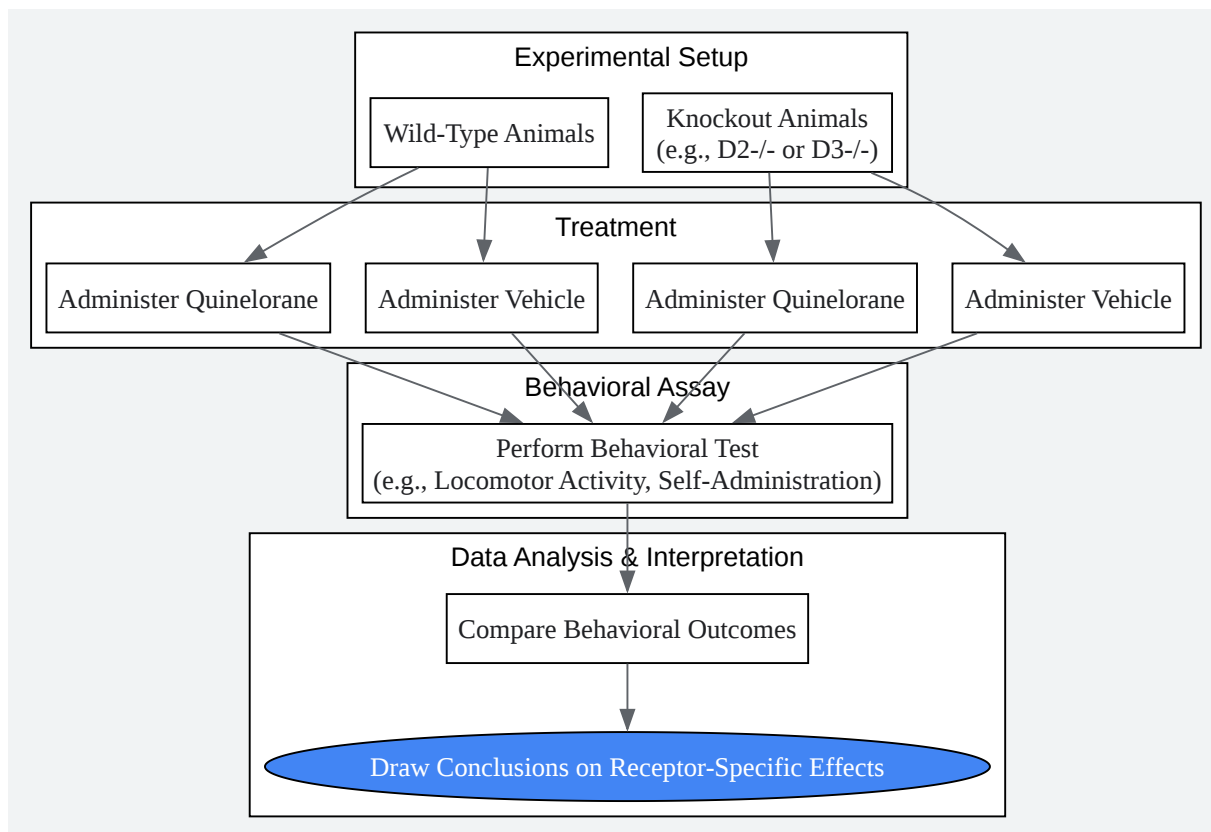 Experimental Setup
Wild-Type Animals
Knockout Animals
(e.g., D2-/- or D3-/-)
Treatment
Administer Quinelorane
Administer Vehicle
Administer Quinelorane
Administer Vehicle
Behavioral Assay
Perform Behavioral Test
(e.g., Locomotor Activity, Self-Administration)
Data Analysis & Interpretation
Compare Behavioral Outcomes
Draw Conclusions on Receptor-Specific Effects